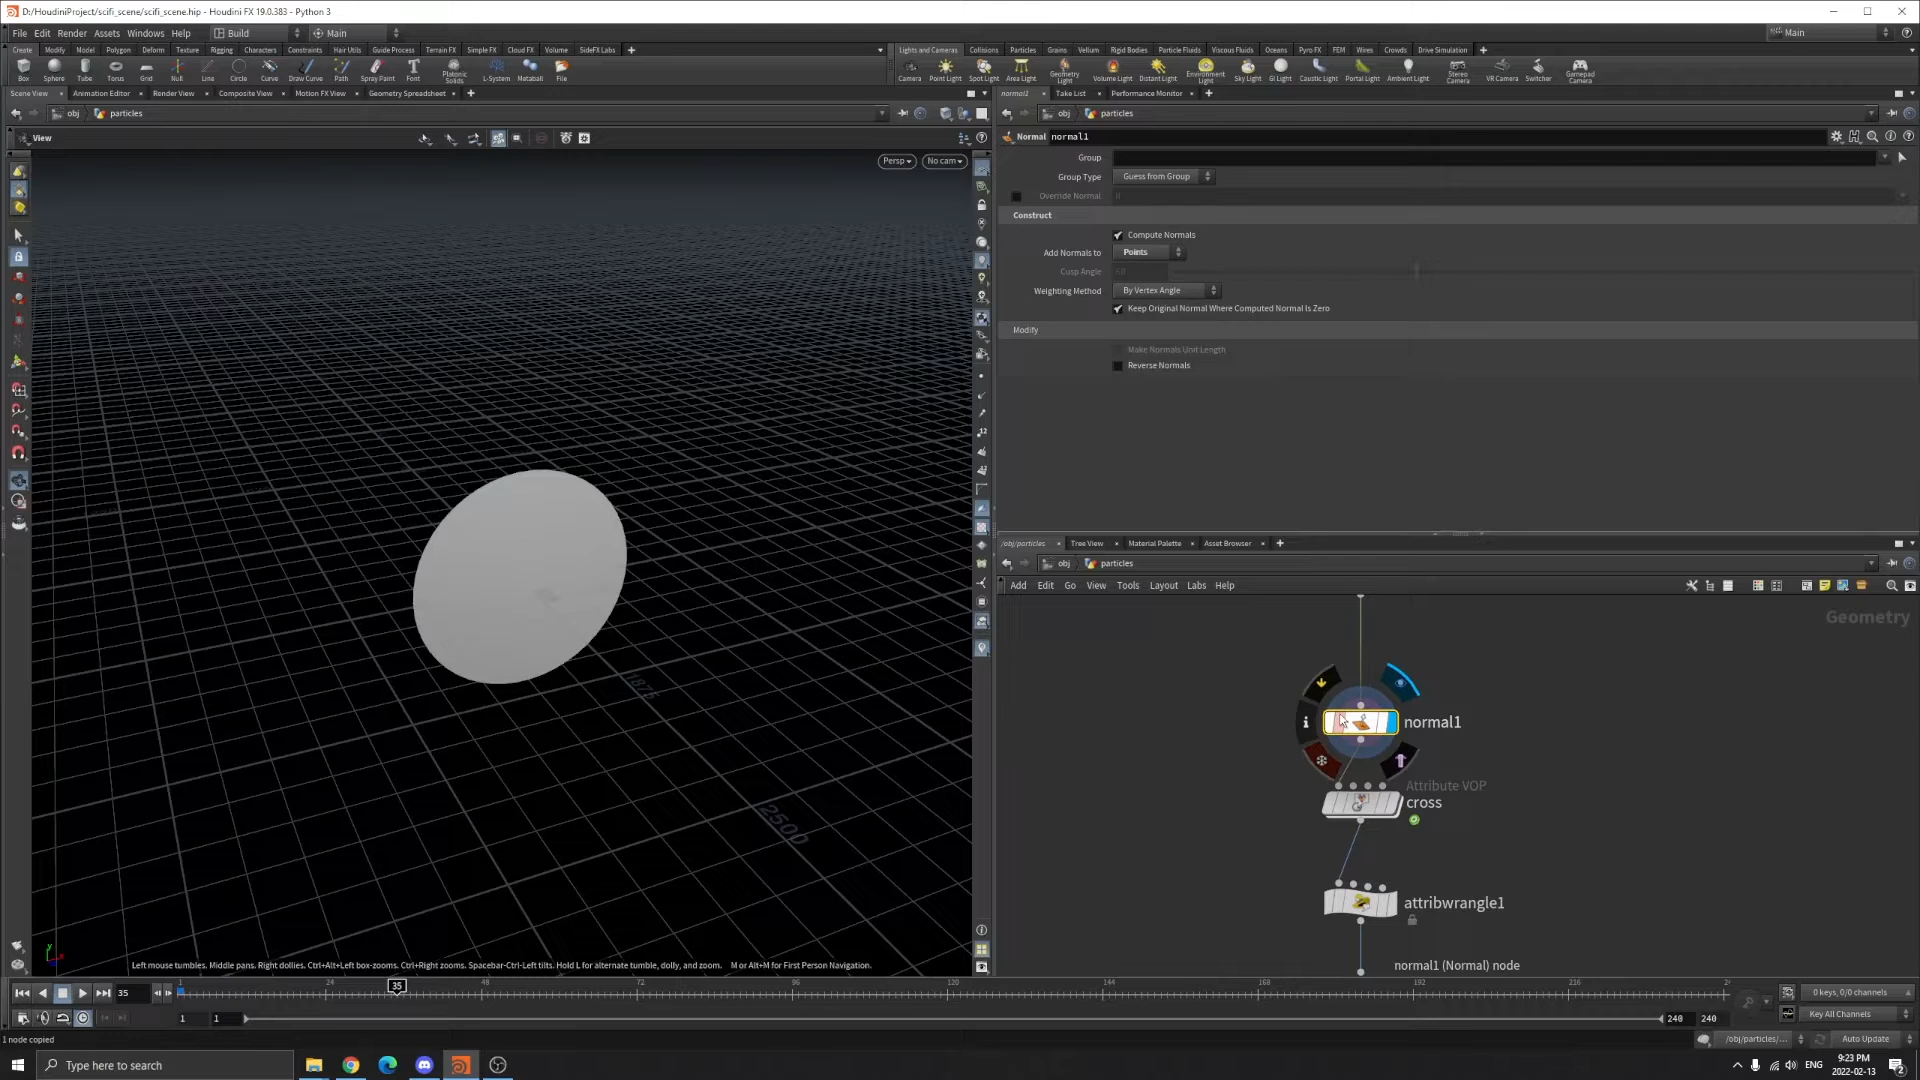 D:/HoudiniProject/scifi_scene/scifi_scene.hip - Houdini FX 19.0.383 - Python 3
File Edit Render Assets Windows Help Build Main Main
Create Modify Model Polygon Deform Texture Rigging Characters Constraints Hair Utils Guide Process Terrain FX Simple FX Cloud FX Volume SideFX Labs
Lights and Cameras Collisions Particles Grains Vellum Rigid Bodies Particle Fluids Viscous Fluids Oceans Pyro FX FEM Wires Crowds Drive Simulation
Box Sphere Tube Torus Grid Null Line Circle Curve Draw Curve Path Spray Paint Font Platonic Solids L-System Metaball File
Camera Point Light Spot Light Area Light Geometry Light Volume Light Distant Light Environment Light Sky Light GI Light Caustic Light Portal Light Ambient Light Stereo Camera VR Camera Switcher Gamepad Camera
Scene View Animation Editor Render View Composite View Motion FX View Geometry Spreadsheet
normal1 Take List Performance Monitor
obj particles
obj particles
View
Persp No cam
Normal normal1
Group
Group Type Guess from Group
Override Normal
Construct
Compute Normals
Add Normals to Points
Cusp Angle 60
Weighting Method By Vertex Angle
Keep Original Normal Where Computed Normal Is Zero
Modify
Make Normals Unit Length
Reverse Normals
/obj/particles Tree View Material Palette Asset Browser
obj particles
Add Edit Go View Tools Layout Labs Help
Geometry
normal1
Attribute VOP
cross
attribwrangle1
normal1 (Normal) node
1875
2500
Left mouse tumbles. Middle pans. Right dollies. Ctrl+Alt+Left box-zooms. Ctrl+Right zooms. Spacebar-Ctrl-Left tilts. Hold L for alternate tumble, dolly, and zoom. M or Alt+M for First Person Navigation.
35 1 24 35 48 72 96 120 144 168 192 216
0 keys, 0/0 channels
1 1 240 240 Key All Channels
1 node copied
/obj/particles/... Auto Update
Type here to search
ENG 9:23 PM
2022-02-13
2